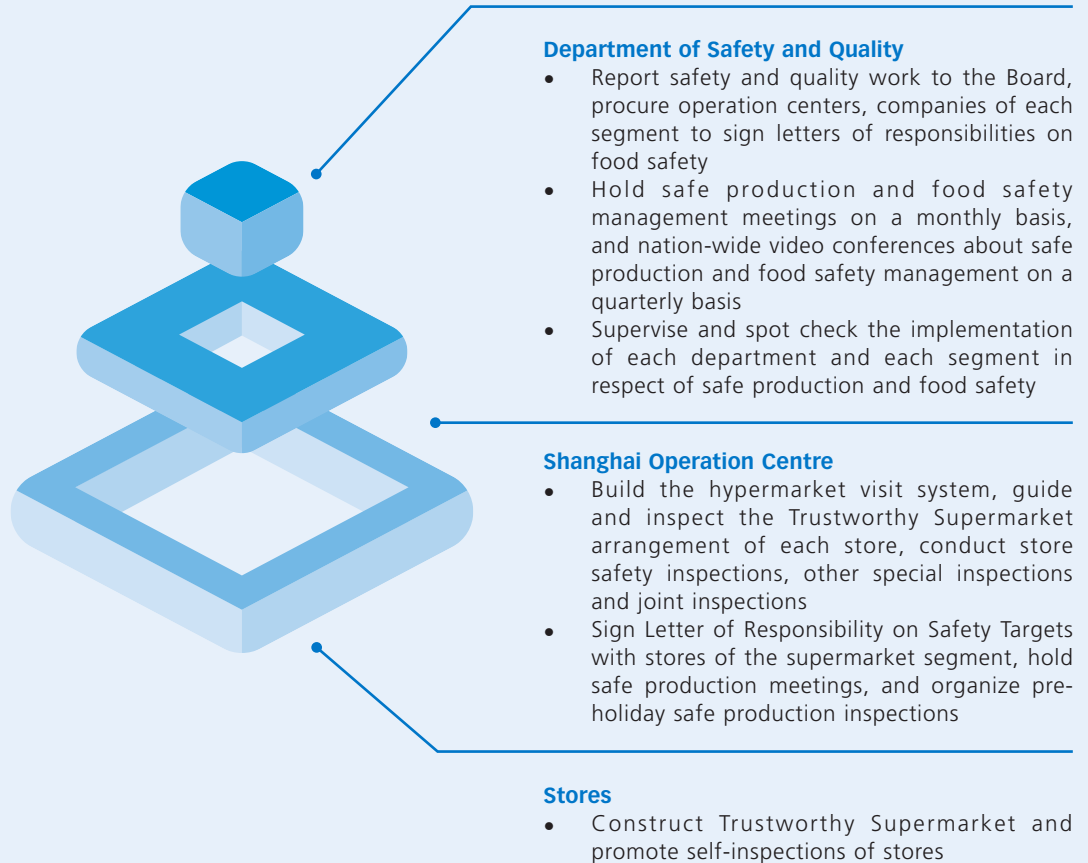 Department of Safety and Quality
• Report safety and quality work to the Board,
procure operation centers, companies of each
segment to sign letters of responsibilities on
food safety
• Hold safe production and food safety
management meetings on a monthly basis,
and nation-wide video conferences about safe
production and food safety management on a
quarterly basis
• Supervise and spot check the implementation
of each department and each segment in
respect of safe production and food safety
Shanghai Operation Centre
• Build the hypermarket visit system, guide
and inspect the Trustworthy Supermarket
arrangement of each store, conduct store
safety inspections, other special inspections
and joint inspections
• Sign Letter of Responsibility on Safety Targets
with stores of the supermarket segment, hold
safe production meetings, and organize pre-
holiday safe production inspections
Stores
• Construct Trustworthy Supermarket and
promote self-inspections of stores